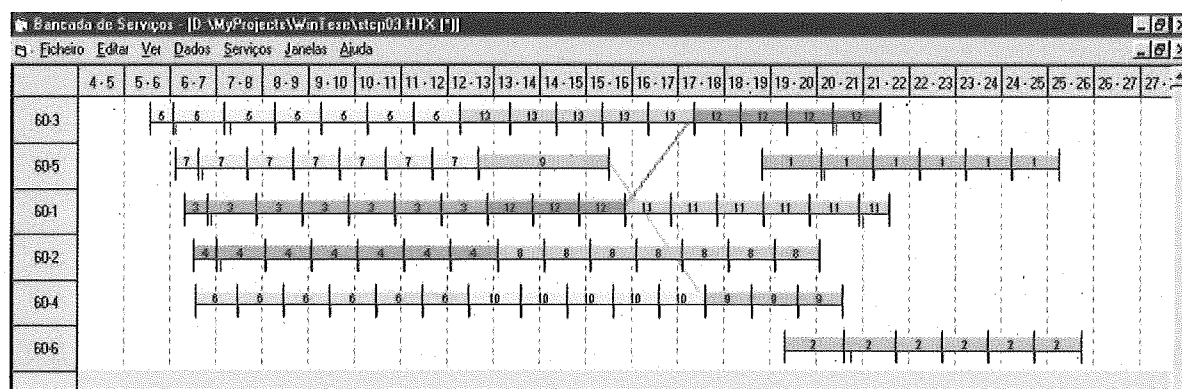 Bancada de Serviços - [D:\MyProjects\WinTese\stcp03.HTX [*]]
Ficheiro Editar Ver Dados Serviços Janelas Ajuda
4-5 5-6 6-7 7-8 8-9 9-10 10-11 11-12 12-13 13-14 14-15 15-16 16-17 17-18 18-19 19-20 20-21 21-22 22-23 23-24 24-25 25-26 26-27 27-
60-3 5 5 5 5 5 5 5 13 13 13 13 13 12 12 12 12
60-5 7 7 7 7 7 7 7 9 1 1 1 1 1 1
60-1 3 3 3 3 3 3 3 12 12 12 11 11 11 11 11 11
60-2 4 4 4 4 4 4 4 8 8 8 8 8 8 8
60-4 6 6 6 6 6 6 10 10 10 10 10 9 9 9
60-6 2 2 2 2 2 2